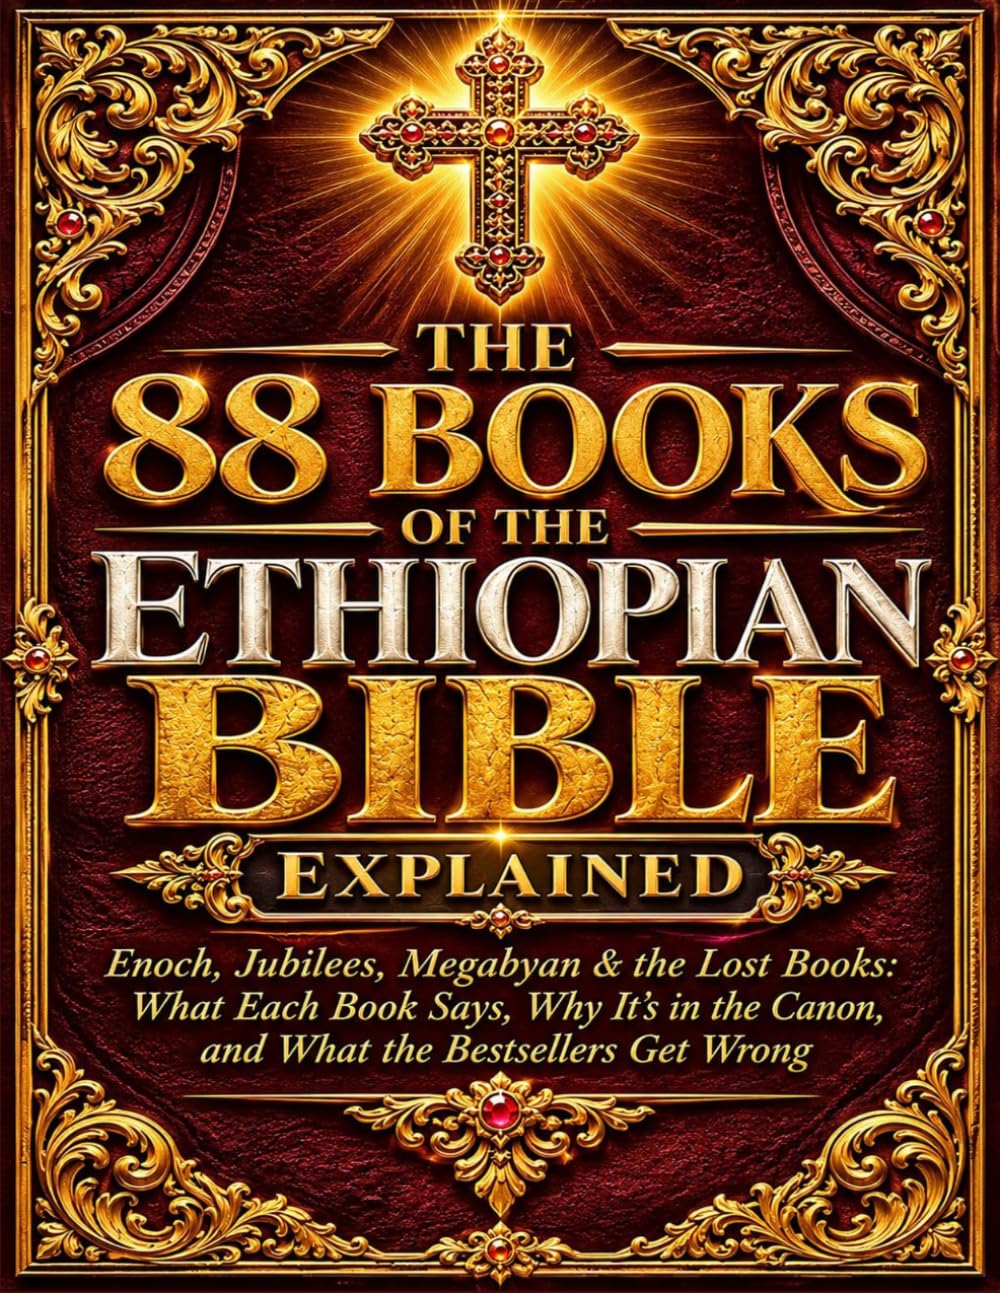 THE
88 BOOKS
OF THE
ETHIOPIAN
BIBLE
EXPLAINED
Enoch, Jubilees, Megabyan & the Lost Books:
What Each Book Says, Why It's in the Canon,
and What the Bestsellers Get Wrong